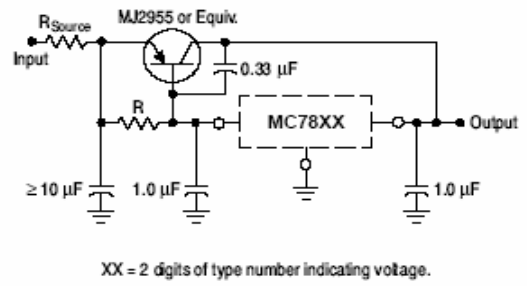 MJ2955 or Equiv.
RSource
Input
0.33 µF
R
MC78XX
Output
≥ 10 µF
1.0 µF
1.0 µF
XX = 2 digits of type number indicating voltage.